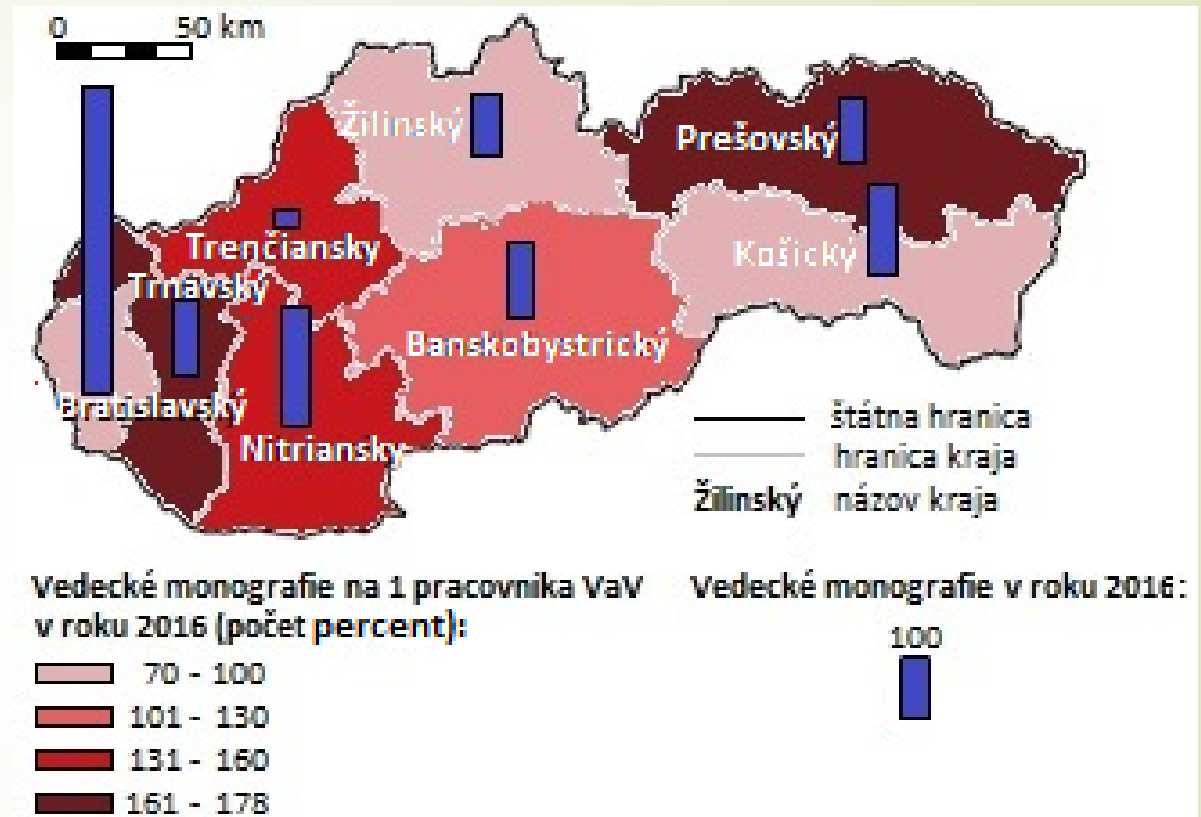 0 50 km
Žilinský
Prešovský
Trenčiansky
Košický
Trnavský
Banskobystrický
Bratislavský
Nitriansky
štátna hranica
hranica kraja
Žilinský názov kraja
Vedecké monografie na 1 pracovnika VaV
v roku 2016 (počet percent):
70 - 100
101 - 130
131 - 160
161 - 178
Vedecké monografie v roku 2016:
100